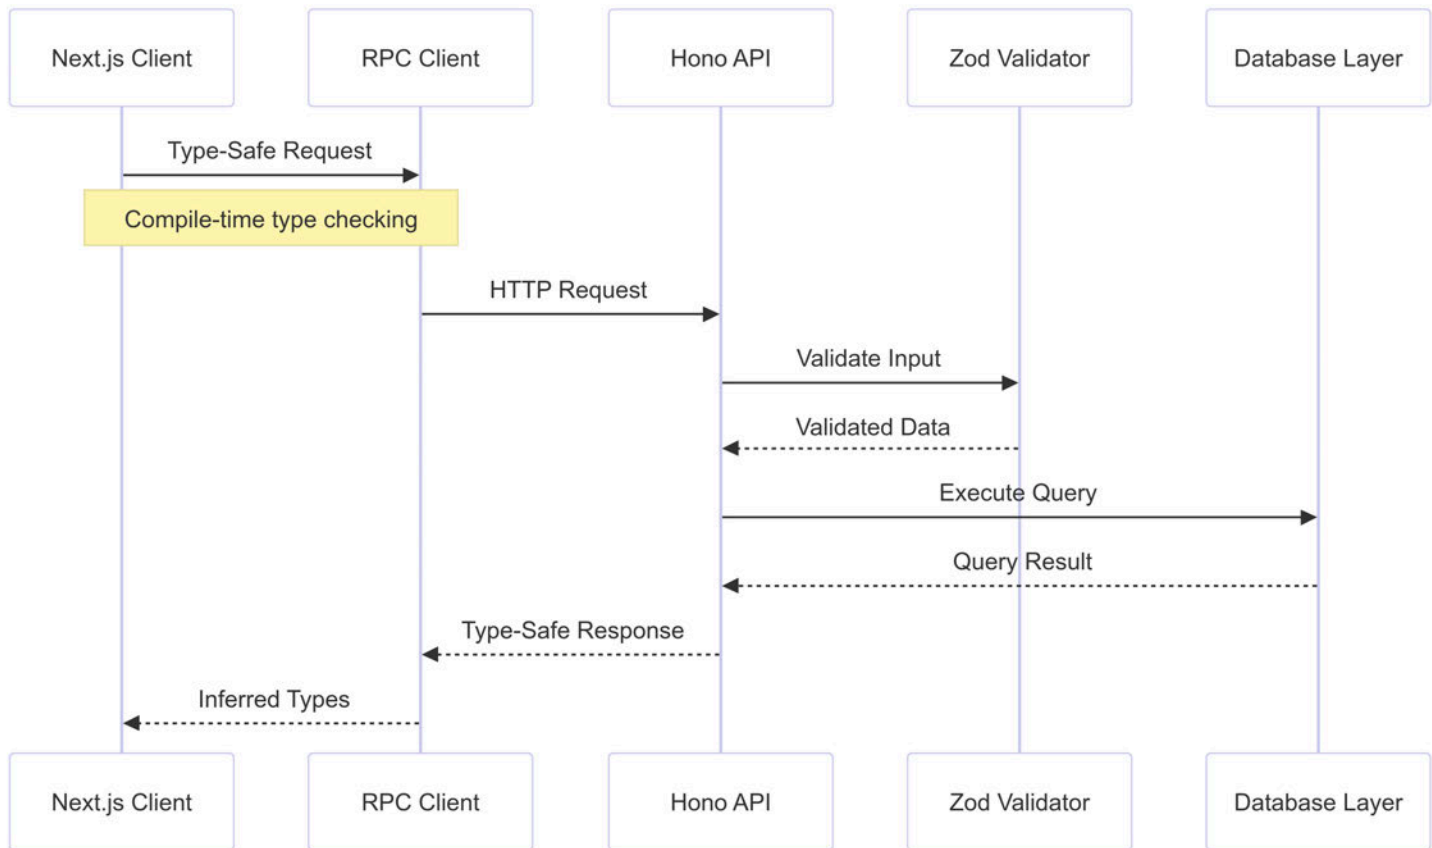 Next.js Client
RPC Client
Hono API
Zod Validator
Database Layer
Type-Safe Request
Compile-time type checking
HTTP Request
Validate Input
Validated Data
Execute Query
Query Result
Type-Safe Response
Inferred Types
Next.js Client
RPC Client
Hono API
Zod Validator
Database Layer